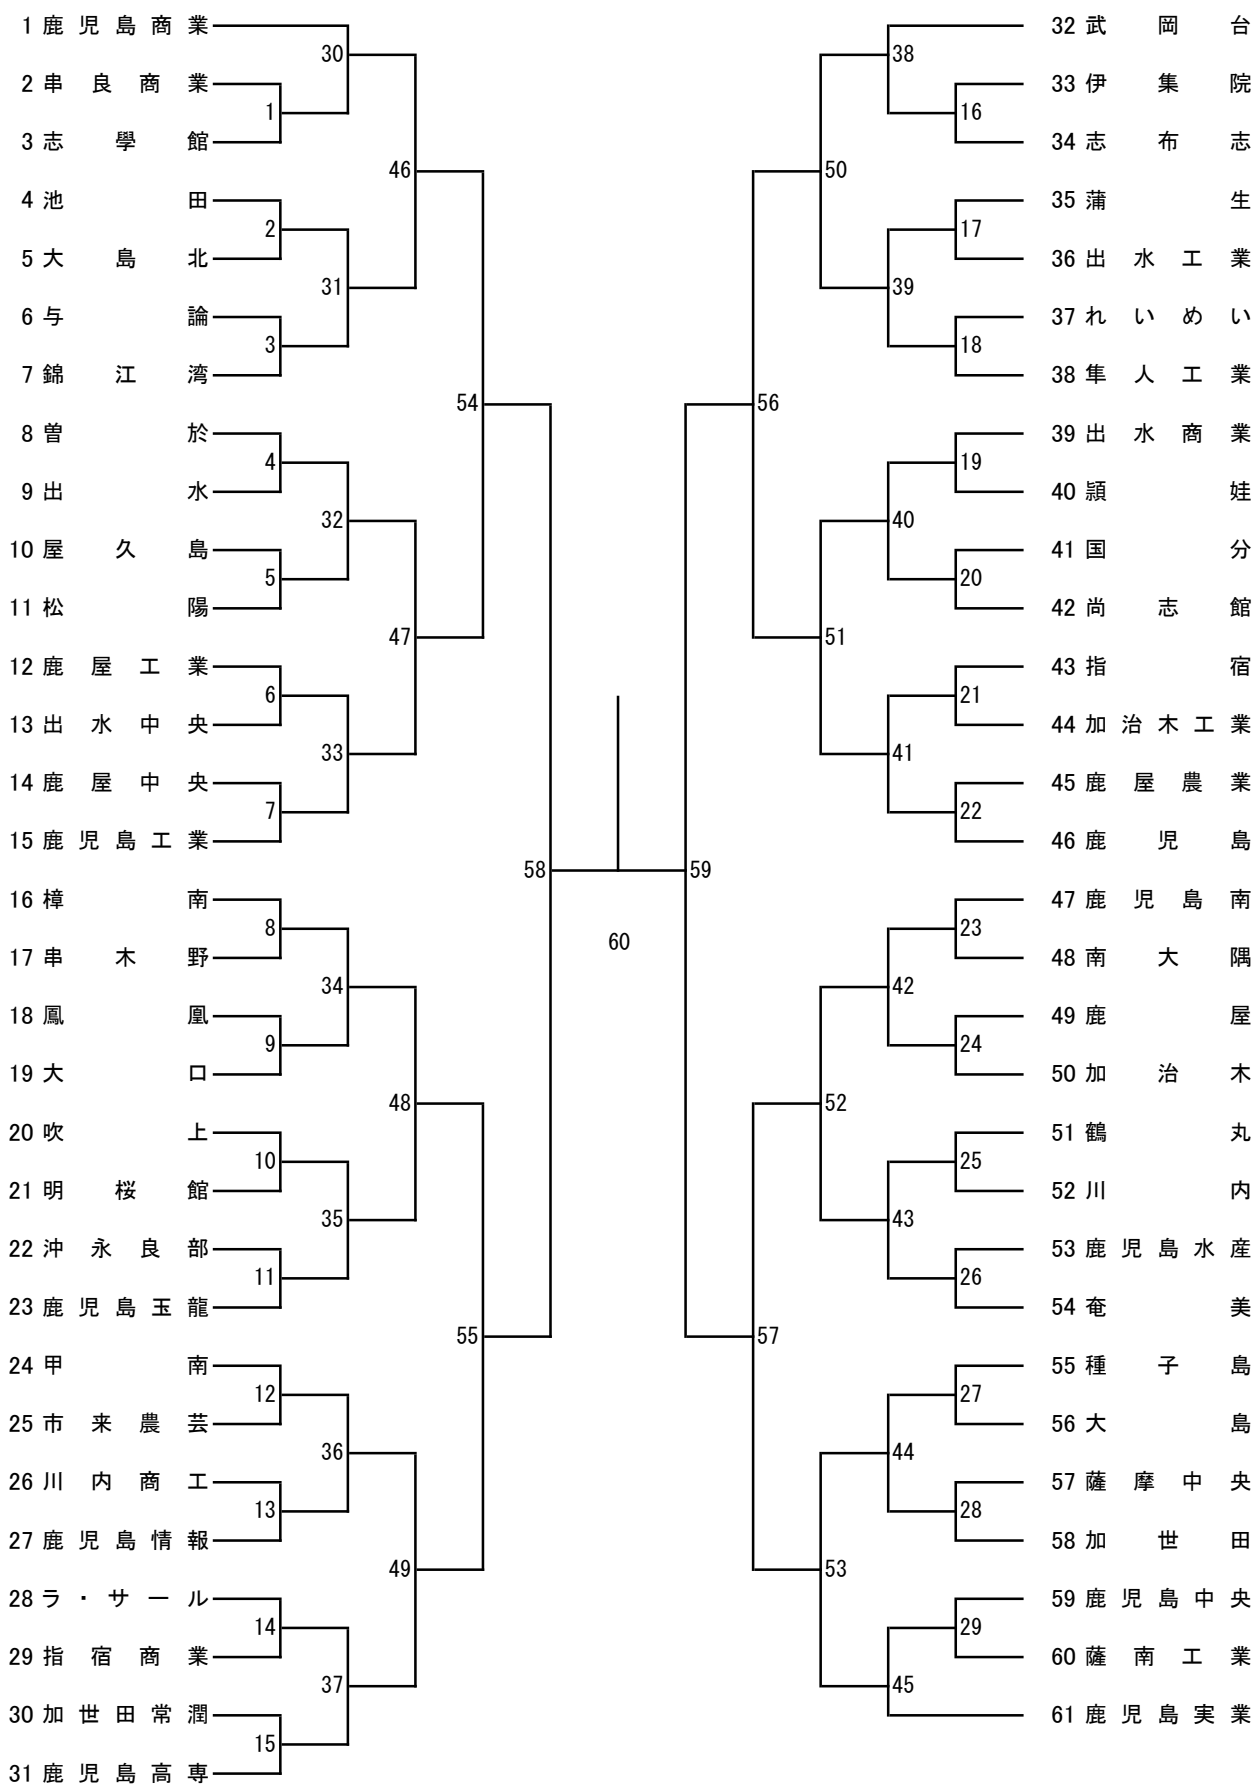 1 鹿児島商業
2 串良商業
3 志學館
4 池田
5 大島北
6 与論
7 錦江湾
8 曽於
9 出水
10 屋久島
11 松陽
12 鹿屋工業
13 出水中央
14 鹿屋中央
15 鹿児島工業
16 樟南
17 串木野
18 鳳凰
19 大口
20 吹上
21 明桜館
22 沖永良部
23 鹿児島玉龍
24 甲南
25 市来農芸
26 川内商工
27 鹿児島情報
28 ラ・サール
29 指宿商業
30 加世田常潤
31 鹿児島高専
1
2
3
4
5
6
7
8
9
10
11
12
13
14
15
30
31
32
33
34
35
36
37
46
47
48
49
54
55
58
60
59
56
57
50
51
52
53
38
39
40
41
42
43
44
45
16
17
18
19
20
21
22
23
24
25
26
27
28
29
32 武岡台
33 伊集院
34 志布志
35 蒲生
36 出水工業
37 れいめい
38 隼人工業
39 出水商業
40 頴娃
41 国分
42 尚志館
43 指宿
44 加治木工業
45 鹿屋農業
46 鹿児島
47 鹿児島南
48 南大隅
49 鹿屋
50 加治木
51 鶴丸
52 川内
53 鹿児島水産
54 奄美
55 種子島
56 大島
57 薩摩中央
58 加世田
59 鹿児島中央
60 薩南工業
61 鹿児島実業